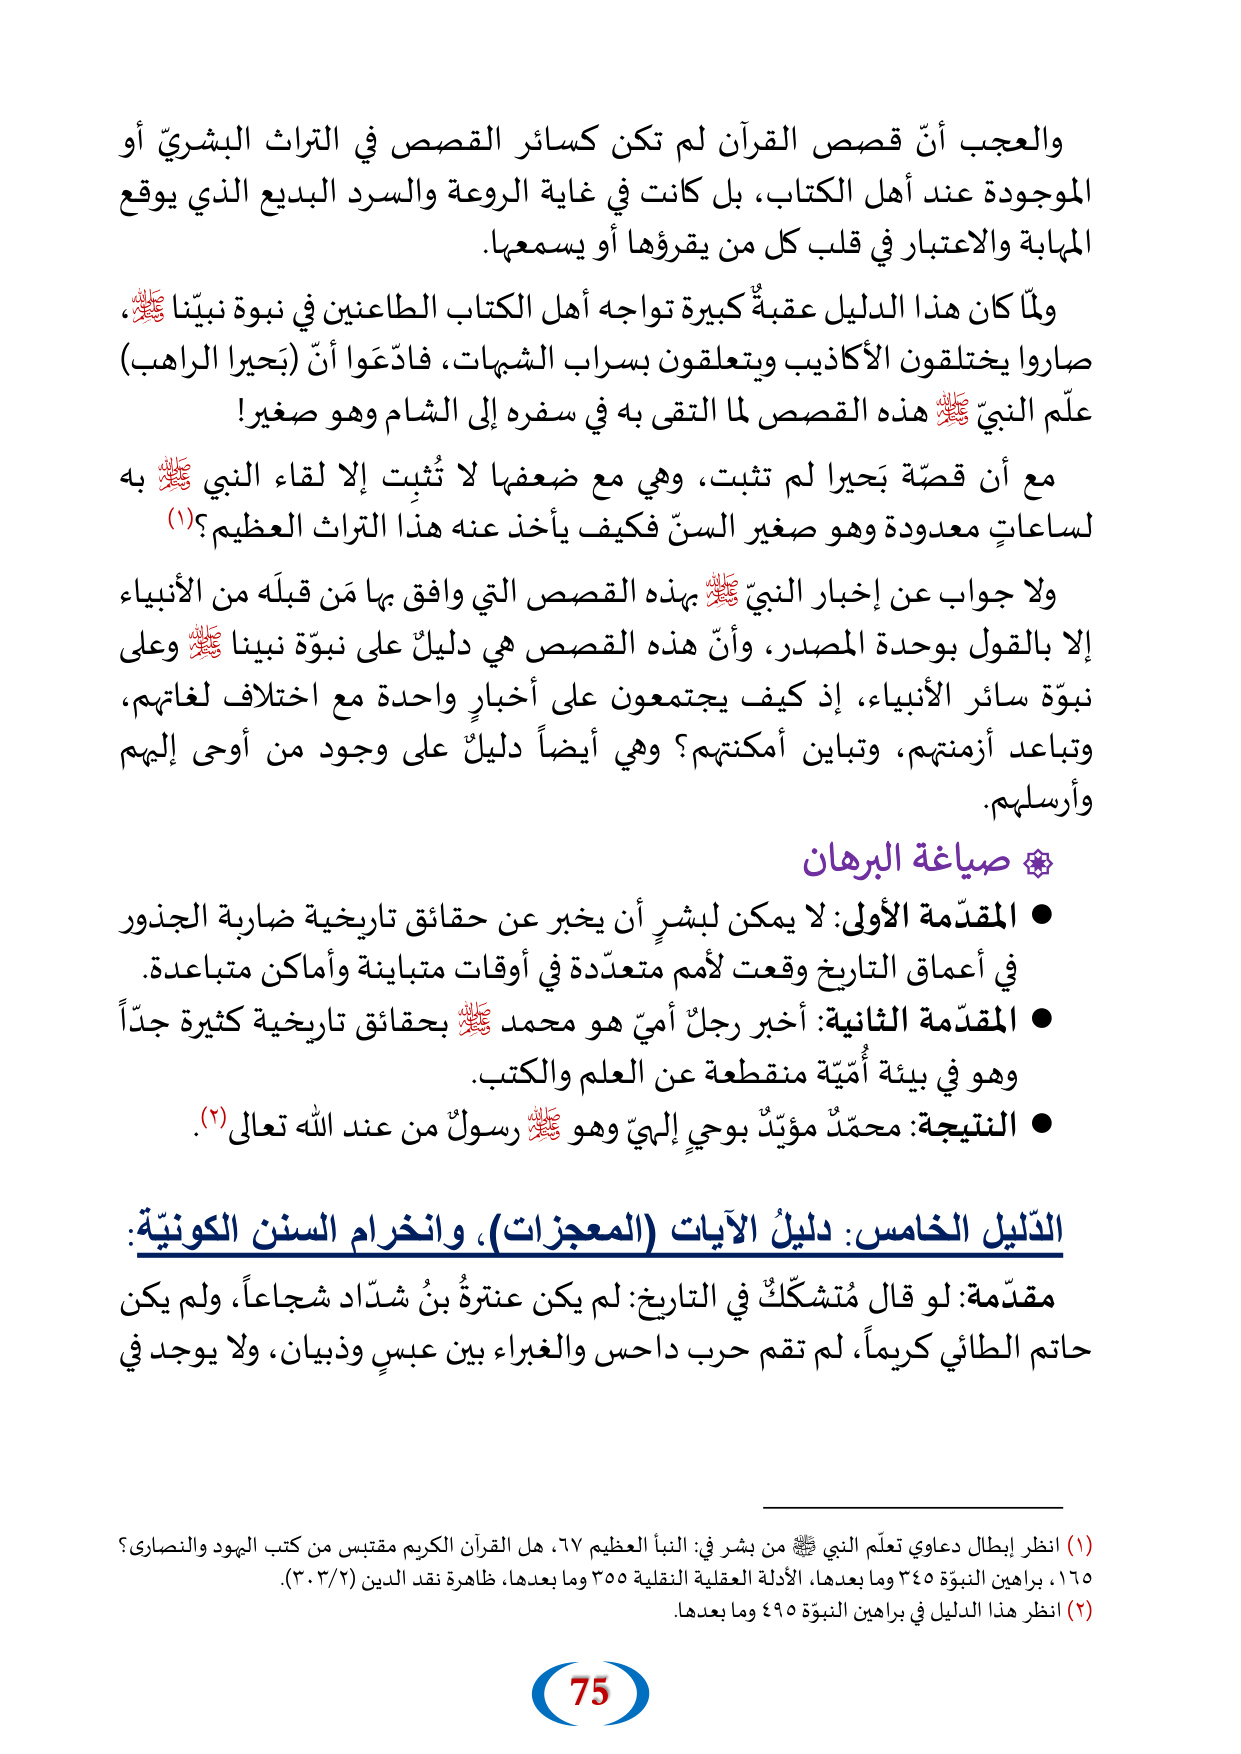 والعجب أنّ قصص القرآن لم تكن كسائر القصص في التراث البشريّ أو
الموجودة عند أهل الكتاب، بل كانت في غاية الروعة والسرد البديع الذي يوقع
المهابة والاعتبار في قلب كل من يقرؤها أو يسمعها.
ولمّا كان هذا الدليل عقبةٌ كبيرة تواجه أهل الكتاب الطاعنين في نبوة نبيّنا ﷺ،
صاروا يختلقون الأكاذيب ويتعلقون بسراب الشبهات، فادّعَوا أنّ (بَحيرا الراهب)
علّم النبيّ ﷺ هذه القصص لما التقى به في سفره إلى الشام وهو صغير!
مع أن قصّة بَحيرا لم تثبت، وهي مع ضعفها لا تُثبِت إلا لقاء النبي ﷺ به
لساعاتٍ معدودة وهو صغير السنّ فكيف يأخذ عنه هذا التراث العظيم؟(١)
ولا جواب عن إخبار النبيّ ﷺ بهذه القصص التي وافق بها مَن قبلَه من الأنبياء
إلا بالقول بوحدة المصدر، وأنّ هذه القصص هي دليلٌ على نبوّة نبينا ﷺ وعلى
نبوّة سائر الأنبياء، إذ كيف يجتمعون على أخبارٍ واحدة مع اختلاف لغاتهم،
وتباعد أزمنتهم، وتباين أمكنتهم؟ وهي أيضاً دليلٌ على وجود من أوحى إليهم
وأرسلهم.
۞ صياغة البرهان
● المقدّمة الأولى: لا يمكن لبشرٍ أن يخبر عن حقائق تاريخية ضاربة الجذور
في أعماق التاريخ وقعت لأمم متعدّدة في أوقات متباينة وأماكن متباعدة.
● المقدّمة الثانية: أخبر رجلٌ أميّ هو محمد ﷺ بحقائق تاريخية كثيرة جدّاً
وهو في بيئة أُمّيّة منقطعة عن العلم والكتب.
● النتيجة: محمّدٌ مؤيّدٌ بوحيٍ إلهيّ وهو ﷺ رسولٌ من عند الله تعالى(٢).
الدّليل الخامس: دليلُ الآيات (المعجزات)، وانخرام السنن الكونيّة:
مقدّمة: لو قال مُتشكّكٌ في التاريخ: لم يكن عنترةُ بنُ شدّاد شجاعاً، ولم يكن
حاتم الطائي كريماً، لم تقم حرب داحس والغبراء بين عبسٍ وذبيان، ولا يوجد في
(١) انظر إبطال دعاوي تعلّم النبي ﷺ من بشر في: النبأ العظيم ٦٧، هل القرآن الكريم مقتبس من كتب اليهود والنصارى؟
١٦٥، براهين النبوّة ٣٤٥ وما بعدها، الأدلة العقلية النقلية ٣٥٥ وما بعدها، ظاهرة نقد الدين (٣٠٣/٢).
(٢) انظر هذا الدليل في براهين النبوّة ٤٩٥ وما بعدها.
75